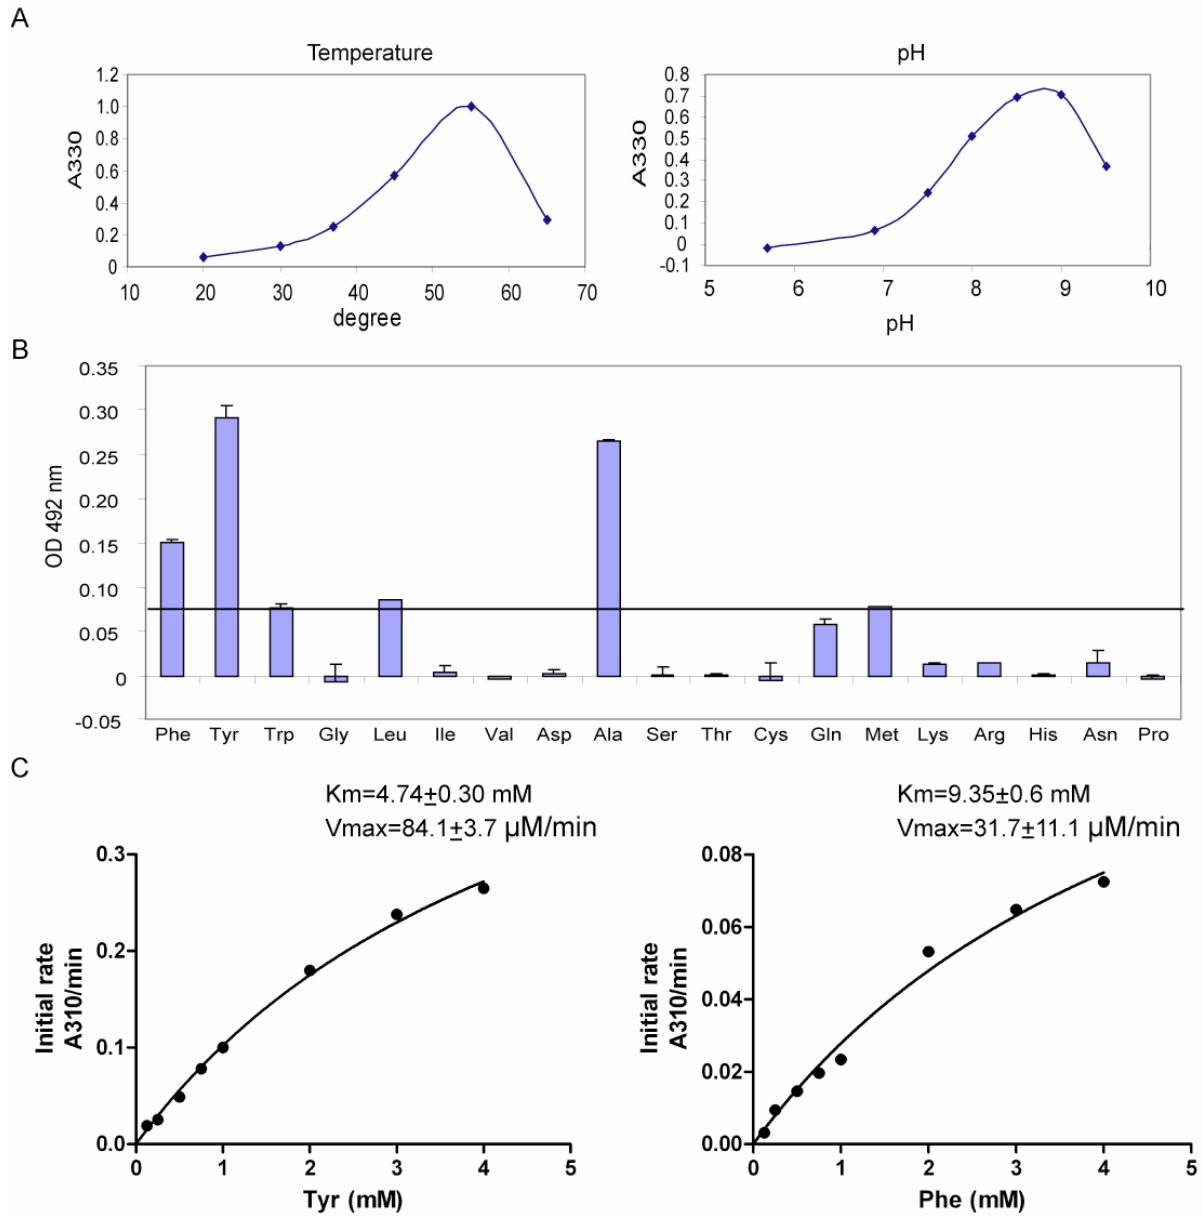 A
Temperature
1.2
1.0
0.8
0.6
0.4
0.2
0
A330
10 20 30 40 50 60 70
degree
pH
0.8
0.7
0.6
0.5
0.4
0.3
0.2
0.1
0
-0.1
A330
5 6 7 8 9 10
pH
B
0.35
0.30
0.25
0.20
0.15
0.10
0.05
0
-0.05
OD 492 nm
Phe Tyr Trp Gly Leu Ile Val Asp Ala Ser Thr Cys Gln Met Lys Arg His Asn Pro
C
Km=4.74±0.30 mM
Vmax=84.1±3.7 μM/min
0.3
0.2
0.1
0.0
Initial rate
A310/min
0 1 2 3 4 5
Tyr (mM)
Km=9.35±0.6 mM
Vmax=31.7±11.1 μM/min
0.08
0.06
0.04
0.02
0.00
Initial rate
A310/min
0 1 2 3 4 5
Phe (mM)